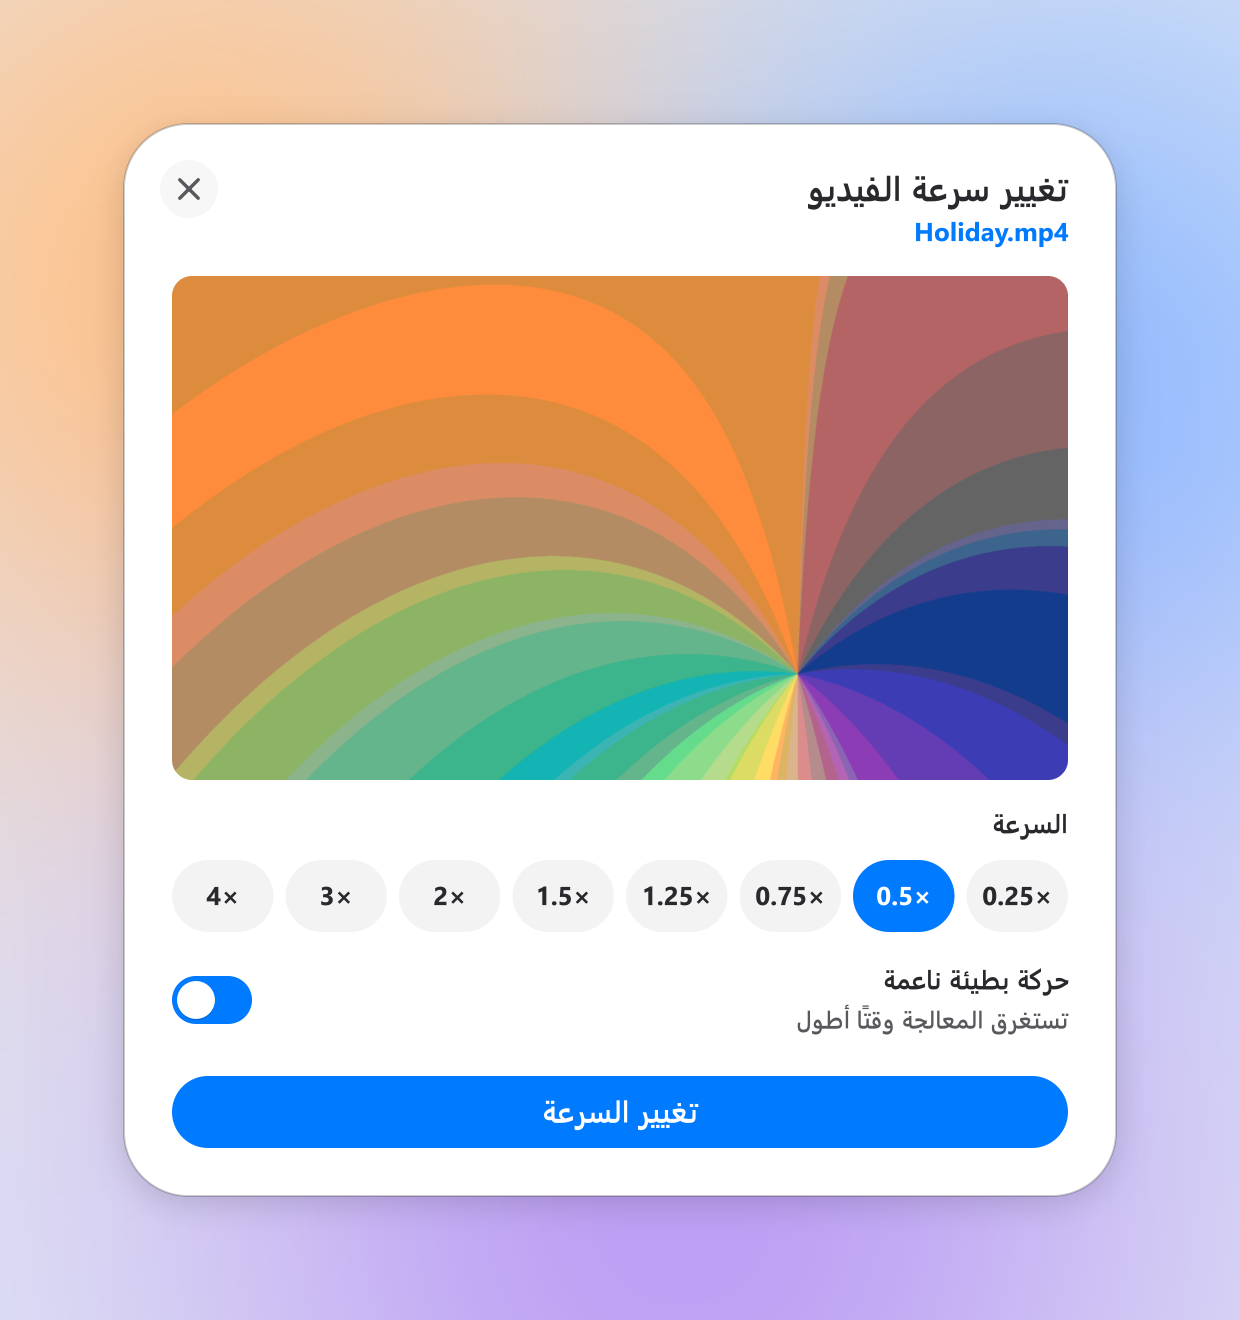 تغيير سرعة الفيديو
Holiday.mp4
السرعة
0.25×
0.5×
0.75×
1.25×
1.5×
2×
3×
4×
حركة بطيئة ناعمة
تستغرق المعالجة وقتًا أطول
تغيير السرعة